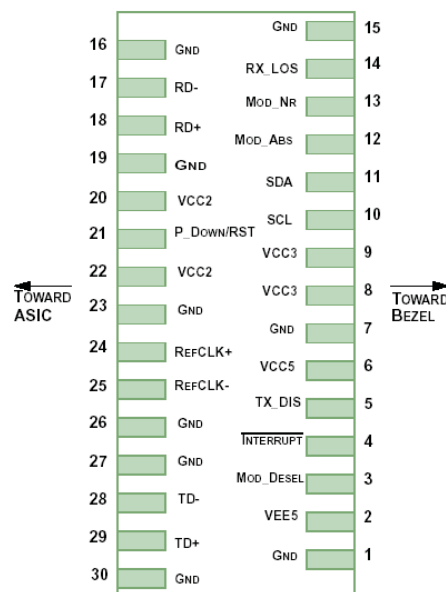 15 GND
16 GND
14 RX_LOS
17 RD-
13 MOD_NR
18 RD+
12 MOD_ABS
19 GND
11 SDA
20 VCC2
10 SCL
21 P_DOWN/RST
9 VCC3
22 VCC2
8 VCC3
TOWARD ASIC
TOWARD BEZEL
23 GND
7 GND
24 REFCLK+
6 VCC5
25 REFCLK-
5 TX_DIS
26 GND
4 INTERRUPT
27 GND
3 MOD_DESEL
28 TD-
2 VEE5
29 TD+
1 GND
30 GND